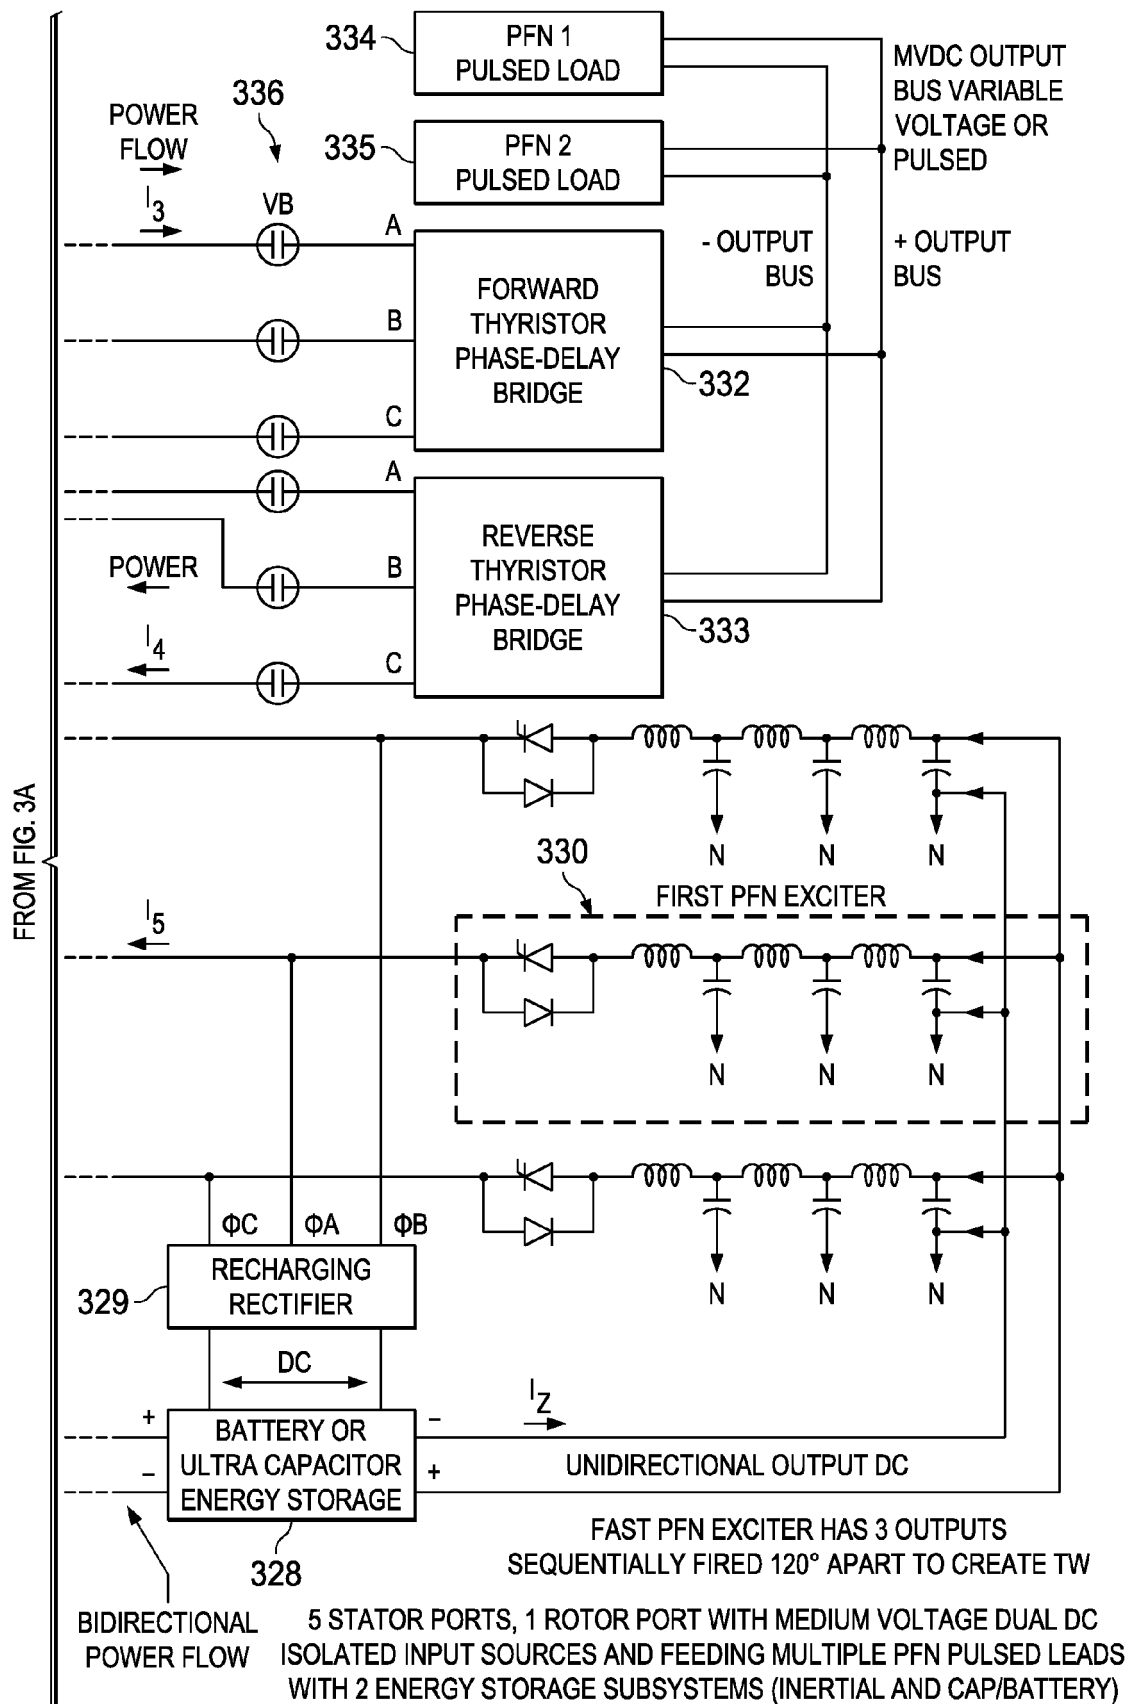 334
PFN 1
PULSED LOAD
MVDC OUTPUT
BUS VARIABLE
VOLTAGE OR
PULSED
336
POWER
FLOW
335
PFN 2
PULSED LOAD
I3
VB
A
- OUTPUT
BUS
+ OUTPUT
BUS
FORWARD
THYRISTOR
PHASE-DELAY
BRIDGE
B
332
C
A
REVERSE
THYRISTOR
PHASE-DELAY
BRIDGE
POWER
B
333
I4
C
N
N
N
FROM FIG. 3A
330
FIRST PFN EXCITER
I5
N
N
N
ΦC
ΦA
ΦB
N
N
N
RECHARGING
RECTIFIER
329
DC
IZ
+
–
BATTERY OR
ULTRA CAPACITOR
ENERGY STORAGE
–
+
UNIDIRECTIONAL OUTPUT DC
328
FAST PFN EXCITER HAS 3 OUTPUTS
SEQUENTIALLY FIRED 120° APART TO CREATE TW
BIDIRECTIONAL
POWER FLOW
5 STATOR PORTS, 1 ROTOR PORT WITH MEDIUM VOLTAGE DUAL DC
ISOLATED INPUT SOURCES AND FEEDING MULTIPLE PFN PULSED LEADS
WITH 2 ENERGY STORAGE SUBSYSTEMS (INERTIAL AND CAP/BATTERY)